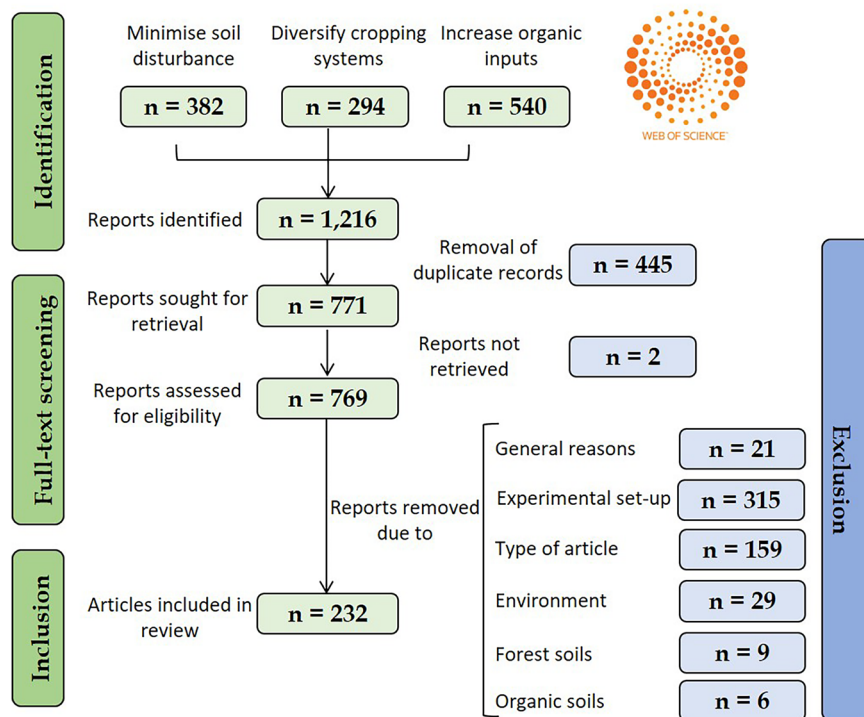 Identification
Minimise soil
disturbance
Diversify cropping
systems
Increase organic
inputs
n = 382
n = 294
n = 540
WEB OF SCIENCE™
Reports identified
n = 1,216
Removal of
duplicate records
n = 445
Full-text screening
Reports sought for
retrieval
n = 771
Reports not
retrieved
n = 2
Reports assessed
for eligibility
n = 769
Exclusion
Reports removed
due to
General reasons
n = 21
Experimental set-up
n = 315
Type of article
n = 159
Environment
n = 29
Forest soils
n = 9
Organic soils
n = 6
Inclusion
Articles included in
review
n = 232